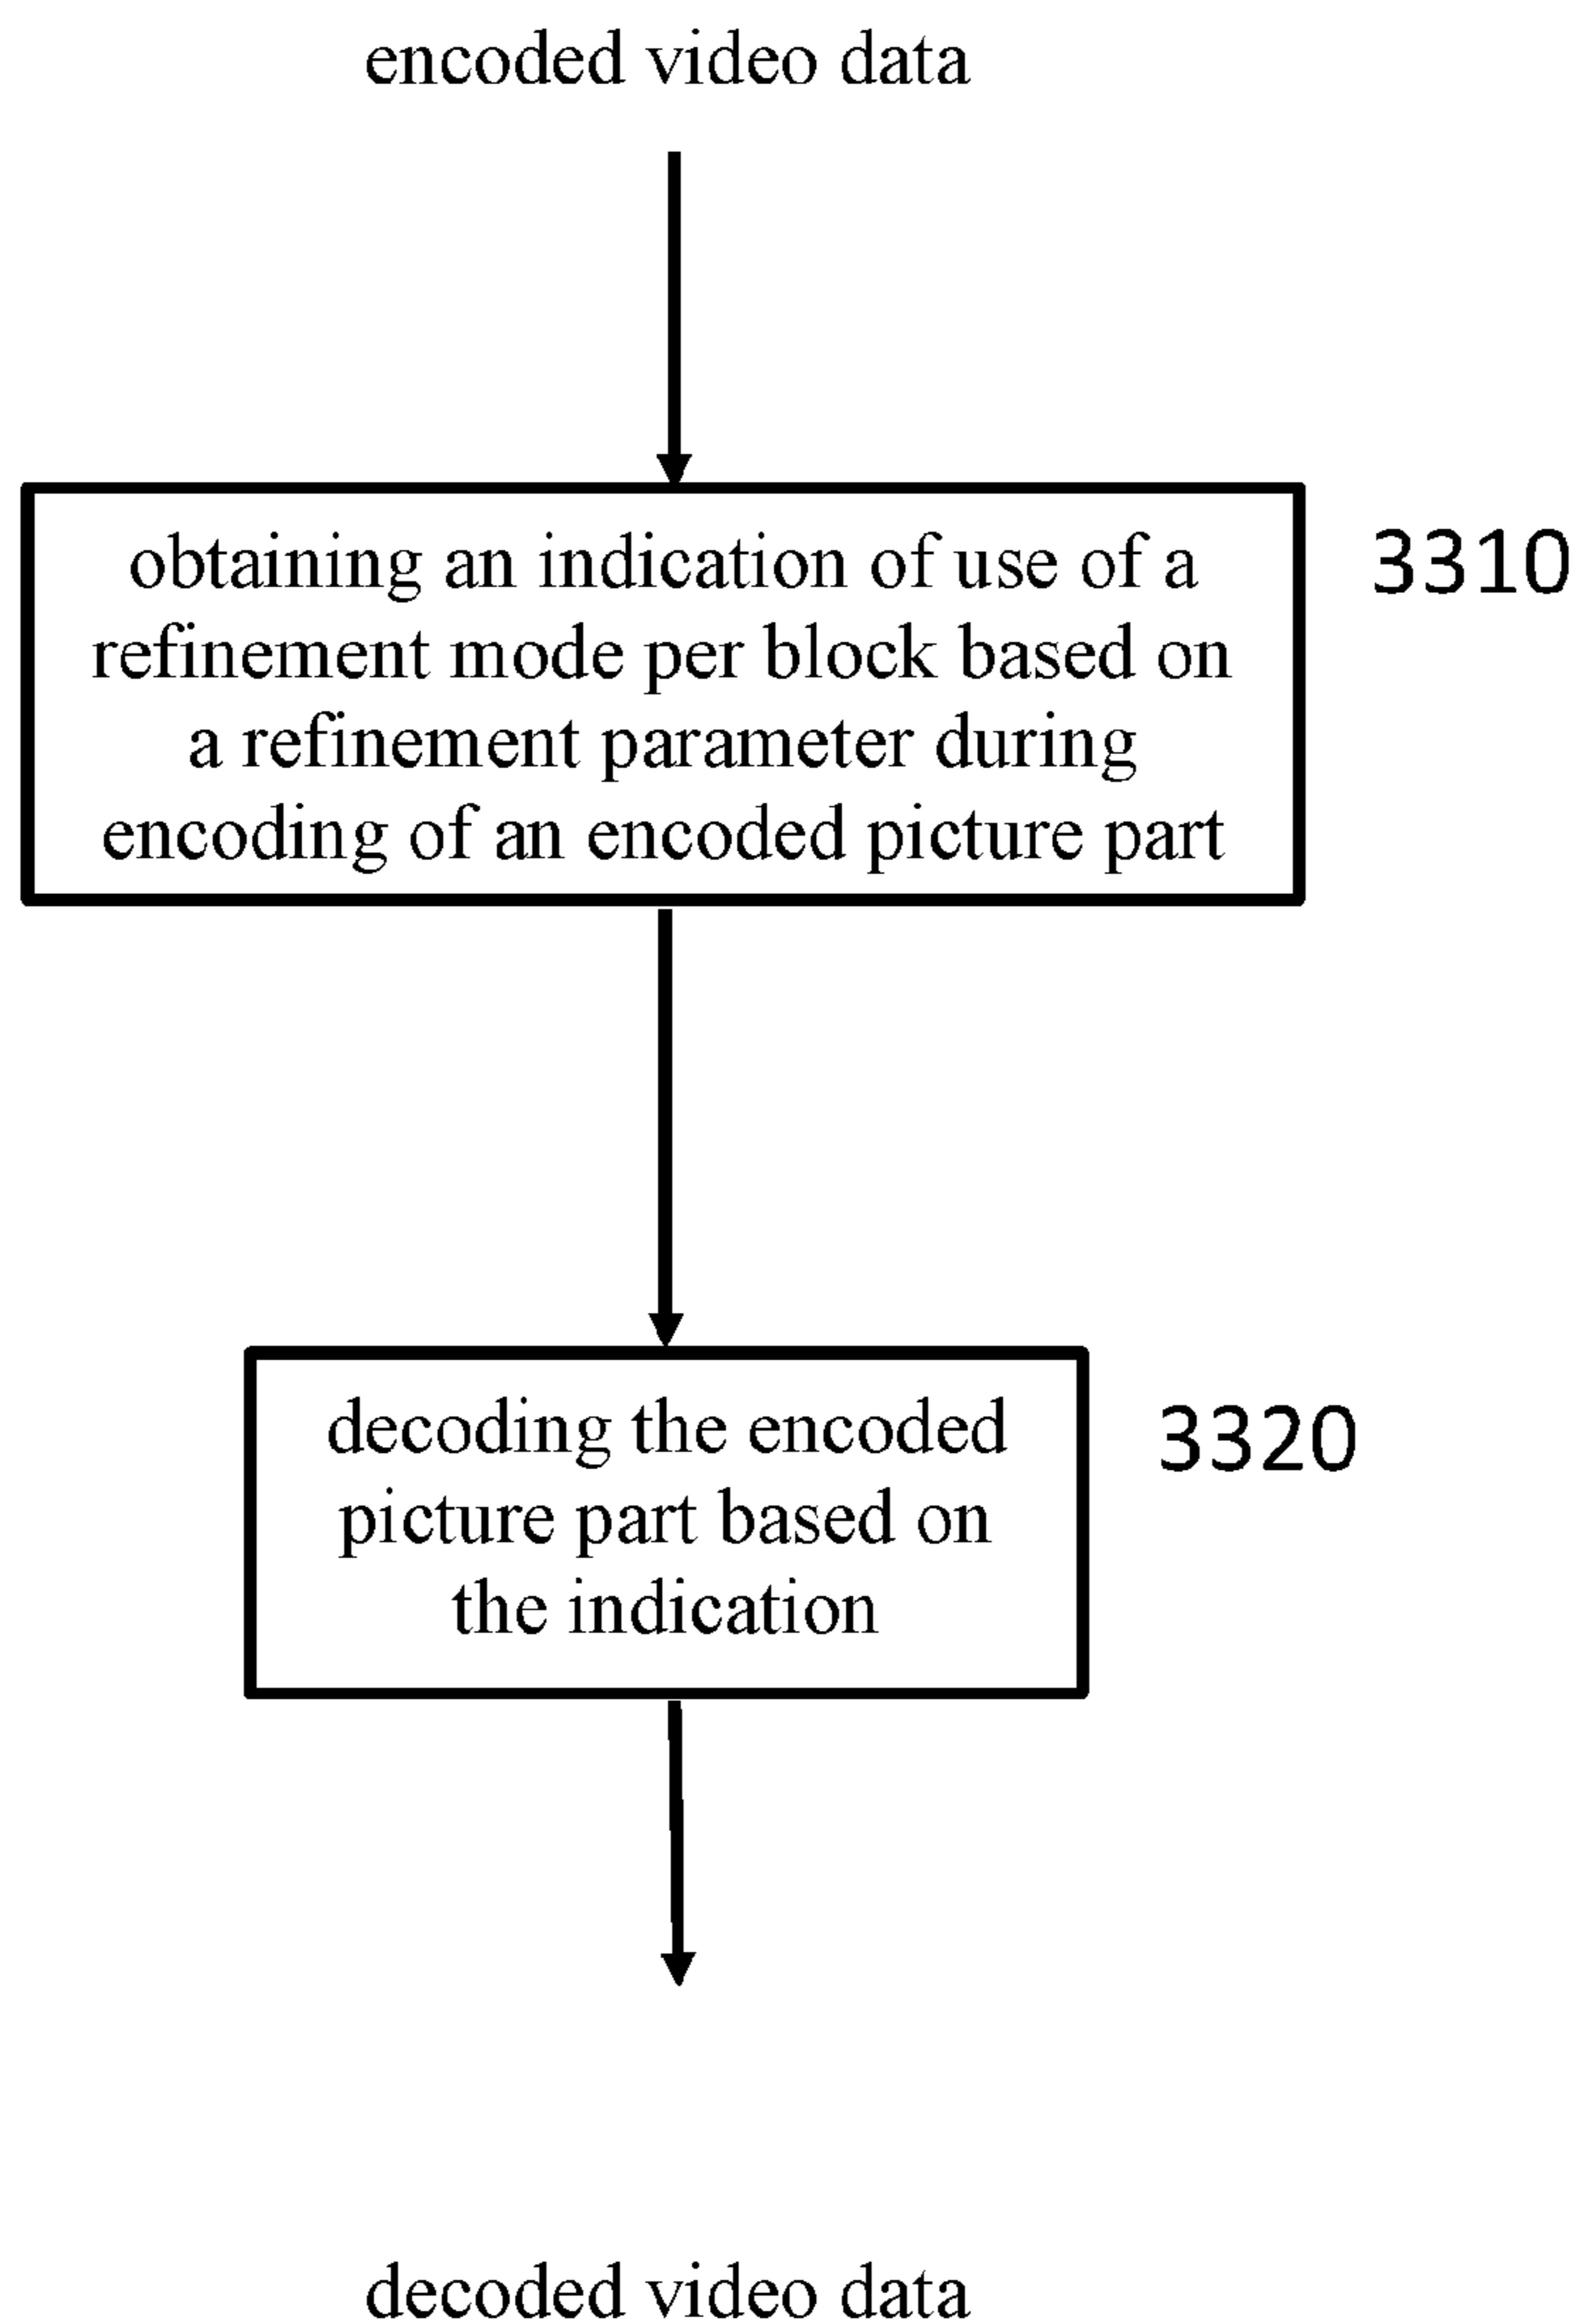 encoded video data
obtaining an indication of use of a
3310
refinement mode per block based on
a refinement parameter during
encoding of an encoded picture part
decoding the encoded
3320
picture part based on
the indication
decoded video data